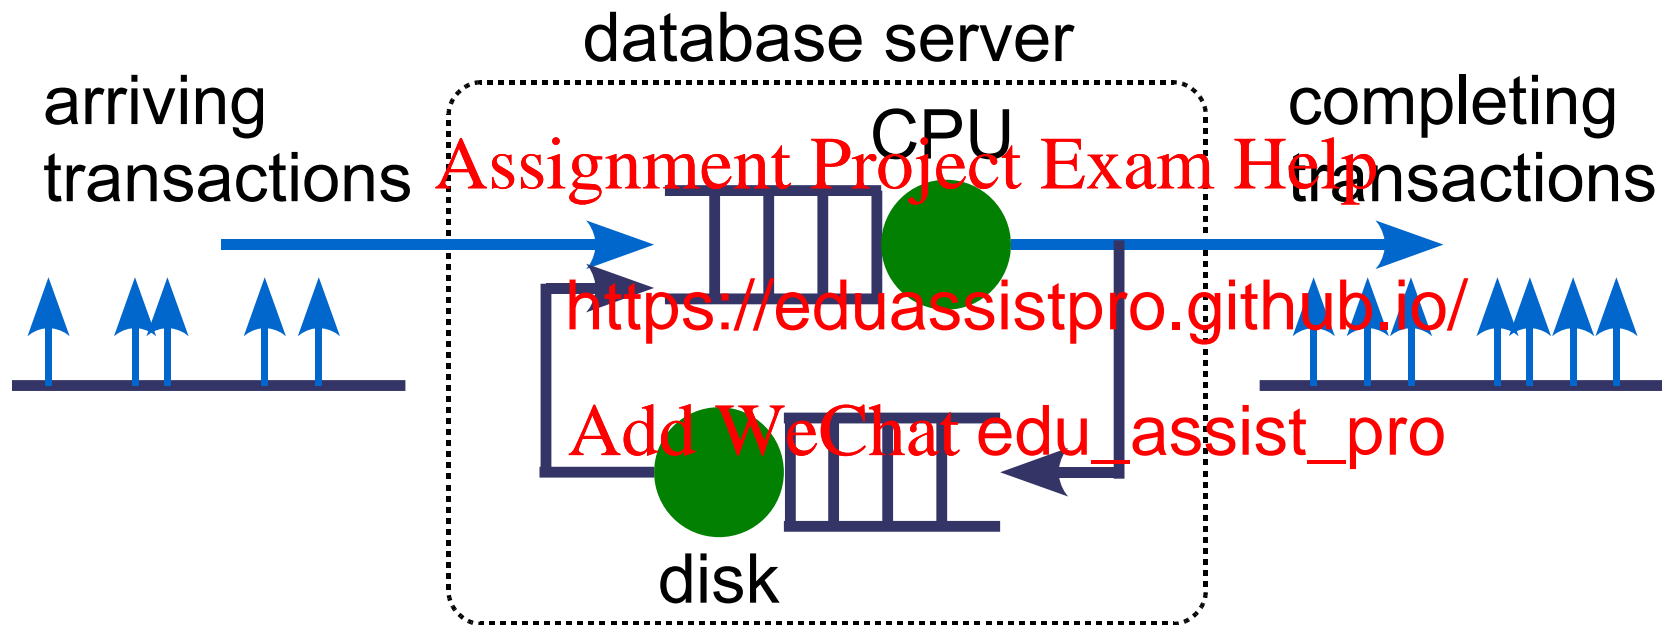 database server
arriving
transactions
CPU
completing
transactions
Assignment Project Exam Help
https://eduassistpro.github.io/
Add WeChat edu_assist_pro
disk